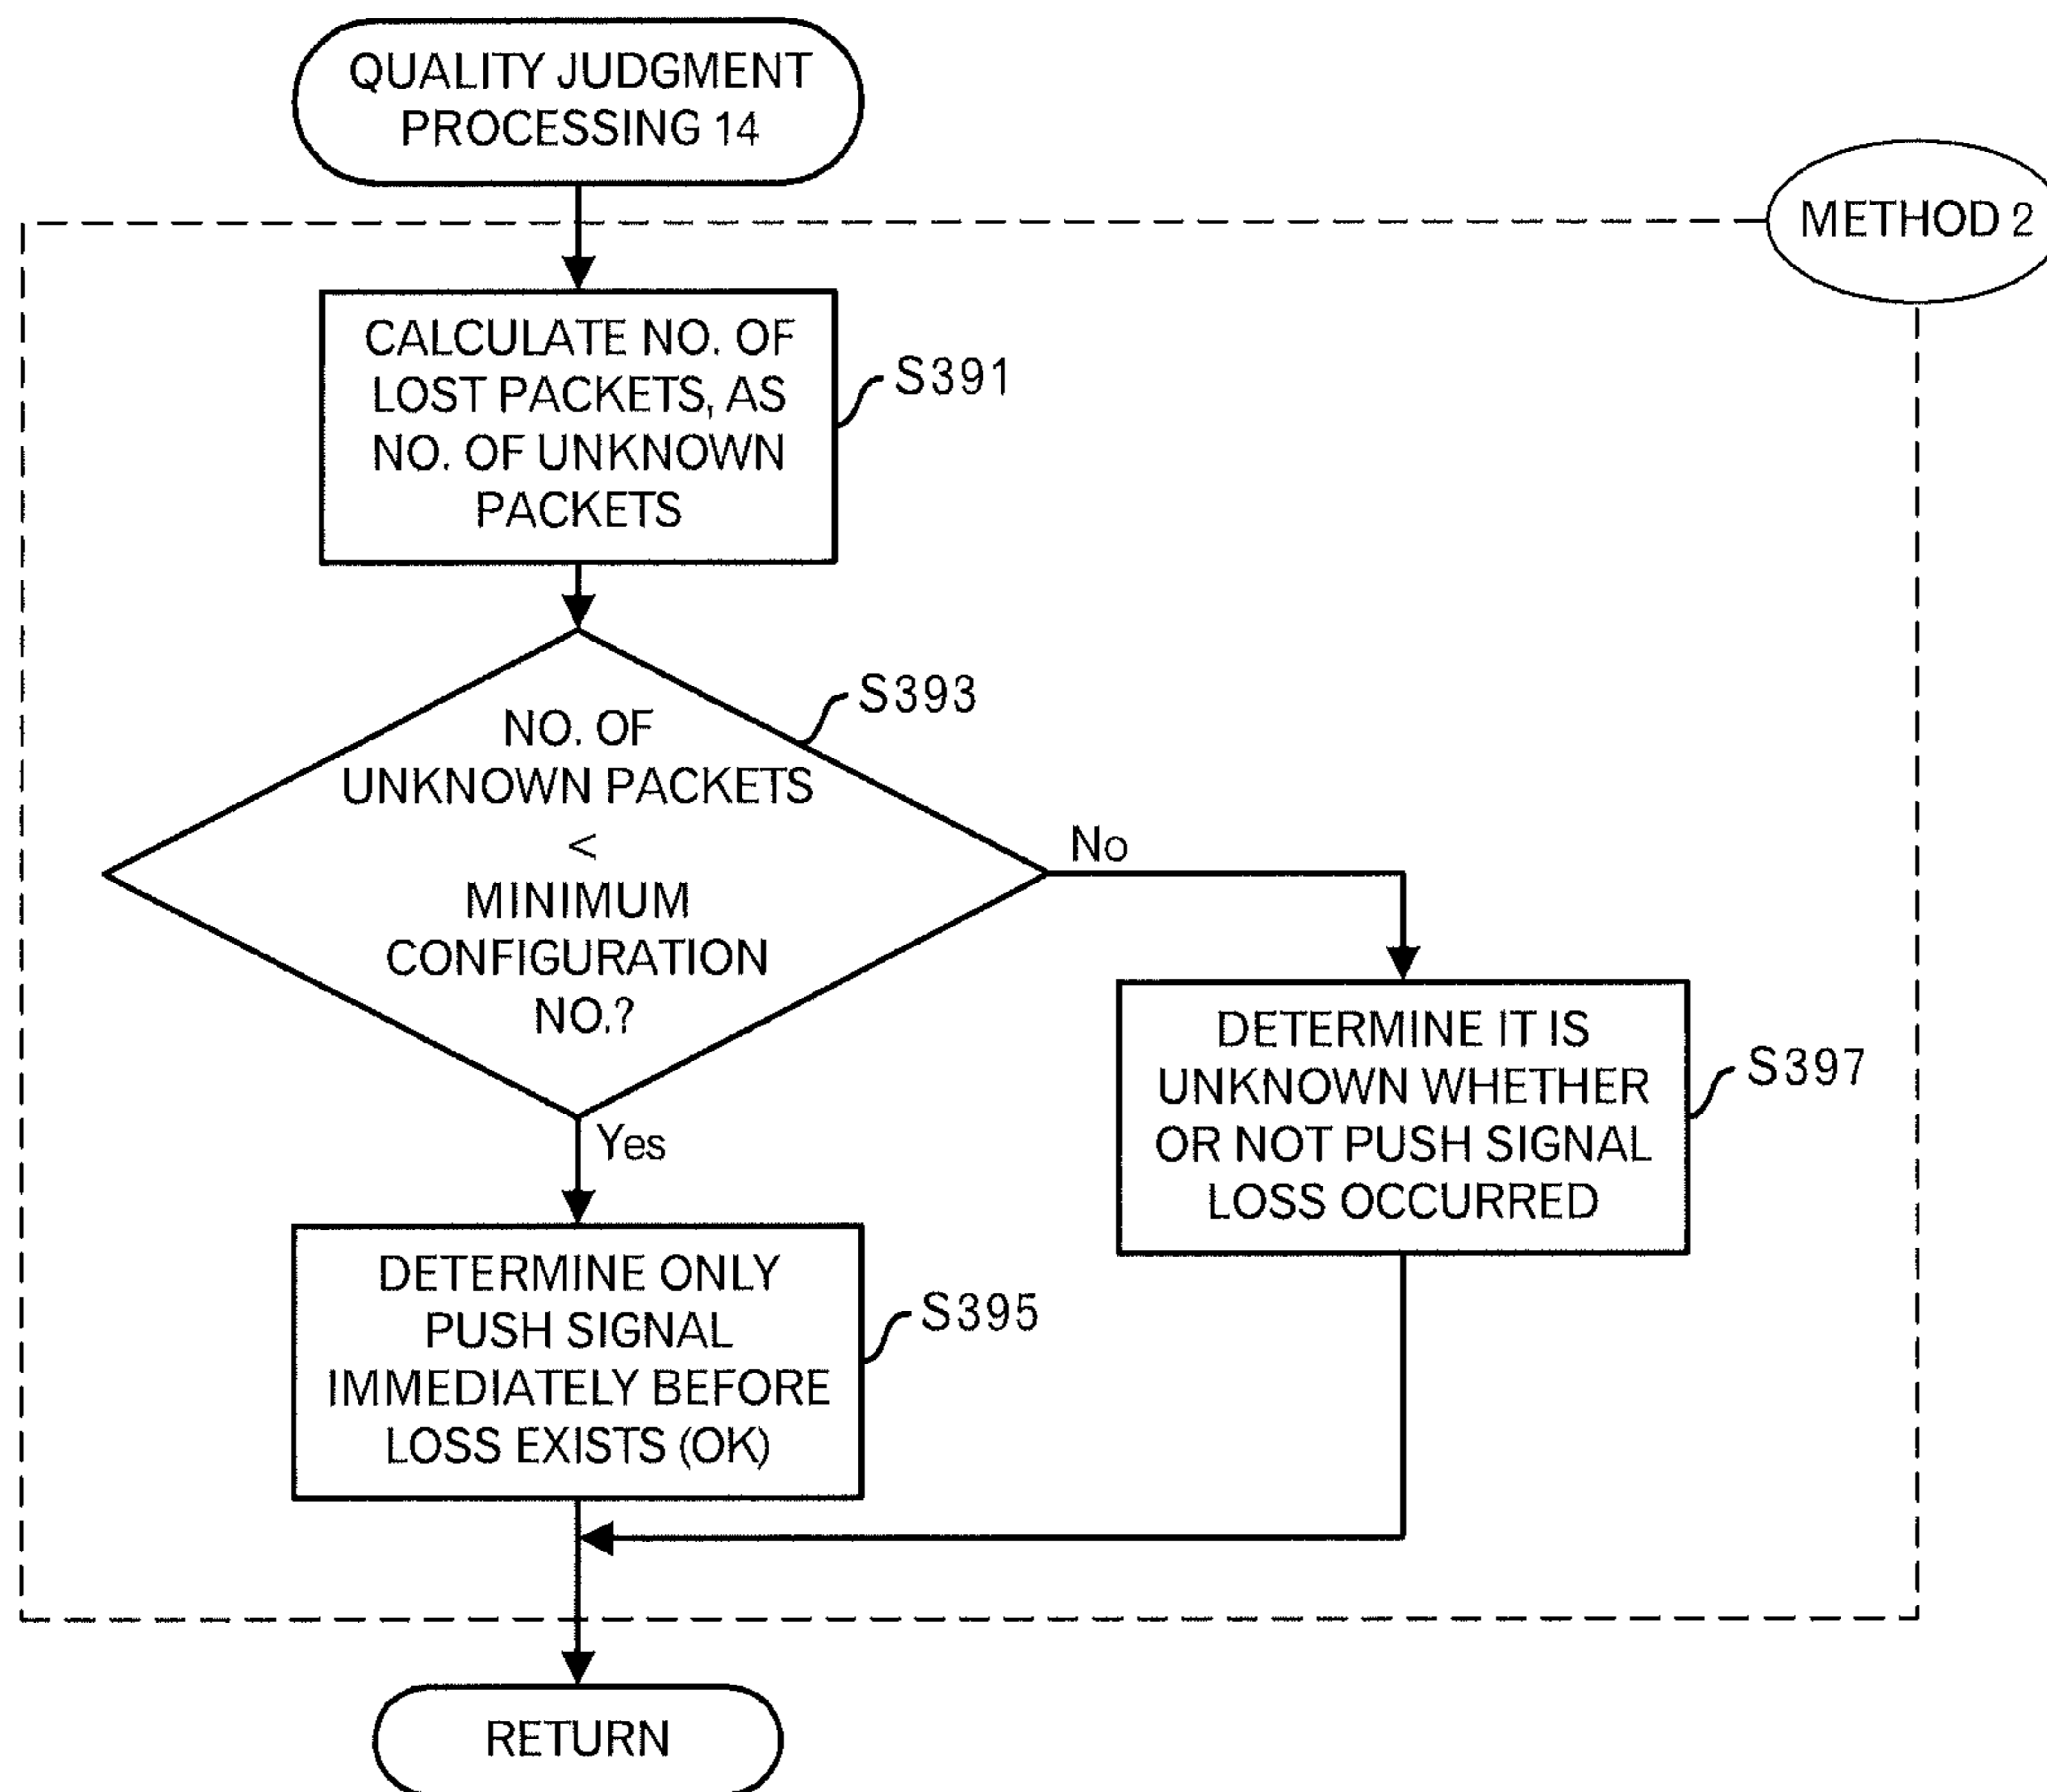 QUALITY JUDGMENT
PROCESSING 14
METHOD 2
CALCULATE NO. OF
LOST PACKETS, AS
NO. OF UNKNOWN
PACKETS
S391
NO. OF
UNKNOWN PACKETS
<
MINIMUM
CONFIGURATION
NO.?
S393
No
Yes
DETERMINE IT IS
UNKNOWN WHETHER
OR NOT PUSH SIGNAL
LOSS OCCURRED
S397
DETERMINE ONLY
PUSH SIGNAL
IMMEDIATELY BEFORE
LOSS EXISTS (OK)
S395
RETURN